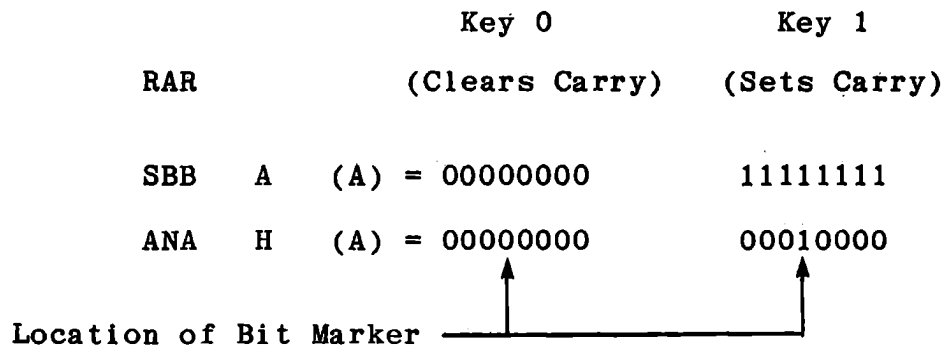 Key 0 Key 1
RAR (Clears Carry) (Sets Carry)
SBB A (A) = 00000000 11111111
ANA H (A) = 00000000 00010000
Location of Bit Marker